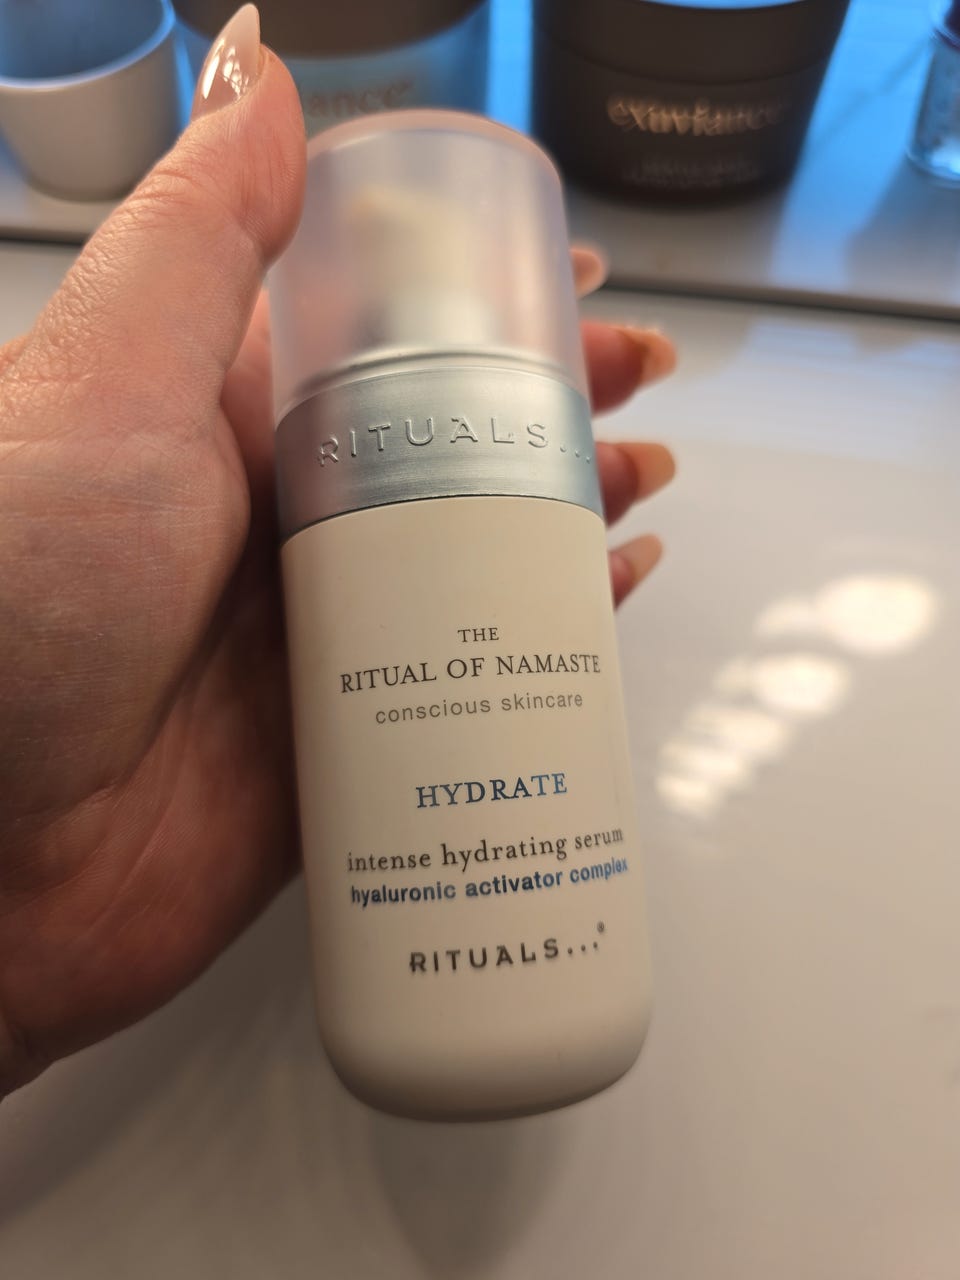 exuviance
RITUALS...
THE
RITUAL OF NAMASTE
conscious skincare
HYDRATE
intense hydrating serum
hyaluronic activator complex
RITUALS...®